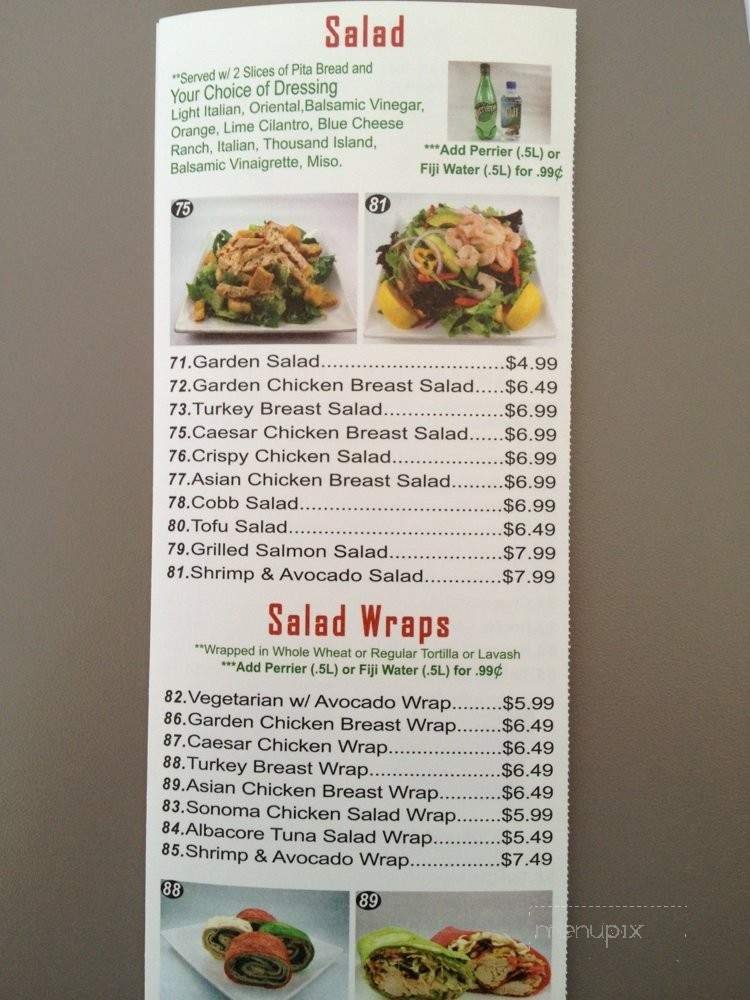 Salad
**Served w/ 2 Slices of Pita Bread and
Your Choice of Dressing
Light Italian, Oriental,Balsamic Vinegar,
Orange, Lime Cilantro, Blue Cheese
Ranch, Italian, Thousand Island,
Balsamic Vinaigrette, Miso.
***Add Perrier (.5L) or
Fiji Water (.5L) for .99¢
75
81
71.Garden Salad................................$4.99
72.Garden Chicken Breast Salad.....$6.49
73.Turkey Breast Salad.....................$6.99
75.Caesar Chicken Breast Salad......$6.99
76.Crispy Chicken Salad...................$6.99
77.Asian Chicken Breast Salad.........$6.99
78.Cobb Salad...................................$6.99
80.Tofu Salad.....................................$6.49
79.Grilled Salmon Salad....................$7.99
81.Shrimp & Avocado Salad.............$7.99
Salad Wraps
**Wrapped in Whole Wheat or Regular Tortilla or Lavash
***Add Perrier (.5L) or Fiji Water (.5L) for .99¢
82.Vegetarian w/ Avocado Wrap.........$5.99
86.Garden Chicken Breast Wrap........$6.49
87.Caesar Chicken Wrap....................$6.49
88.Turkey Breast Wrap.......................$6.49
89.Asian Chicken Breast Wrap...........$6.49
83.Sonoma Chicken Salad Wrap........$5.99
84.Albacore Tuna Salad Wrap............$5.49
85.Shrimp & Avocado Wrap................$7.49
88
89
menupix